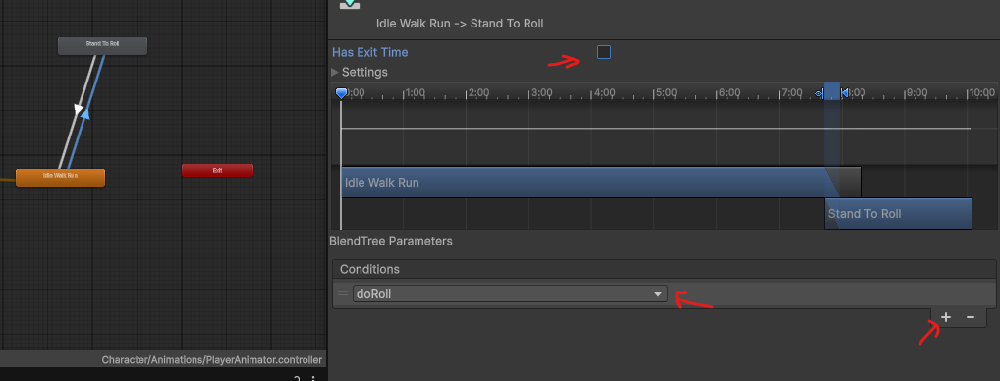 Stand To Roll
Idle Walk Run
Exit
Character/Animations/PlayerAnimator.controller
Idle Walk Run -> Stand To Roll
Has Exit Time
Settings
0:00 1:00 2:00 3:00 4:00 5:00 6:00 7:00 8:00 9:00 10:00
Idle Walk Run
Stand To Roll
BlendTree Parameters
Conditions
doRoll